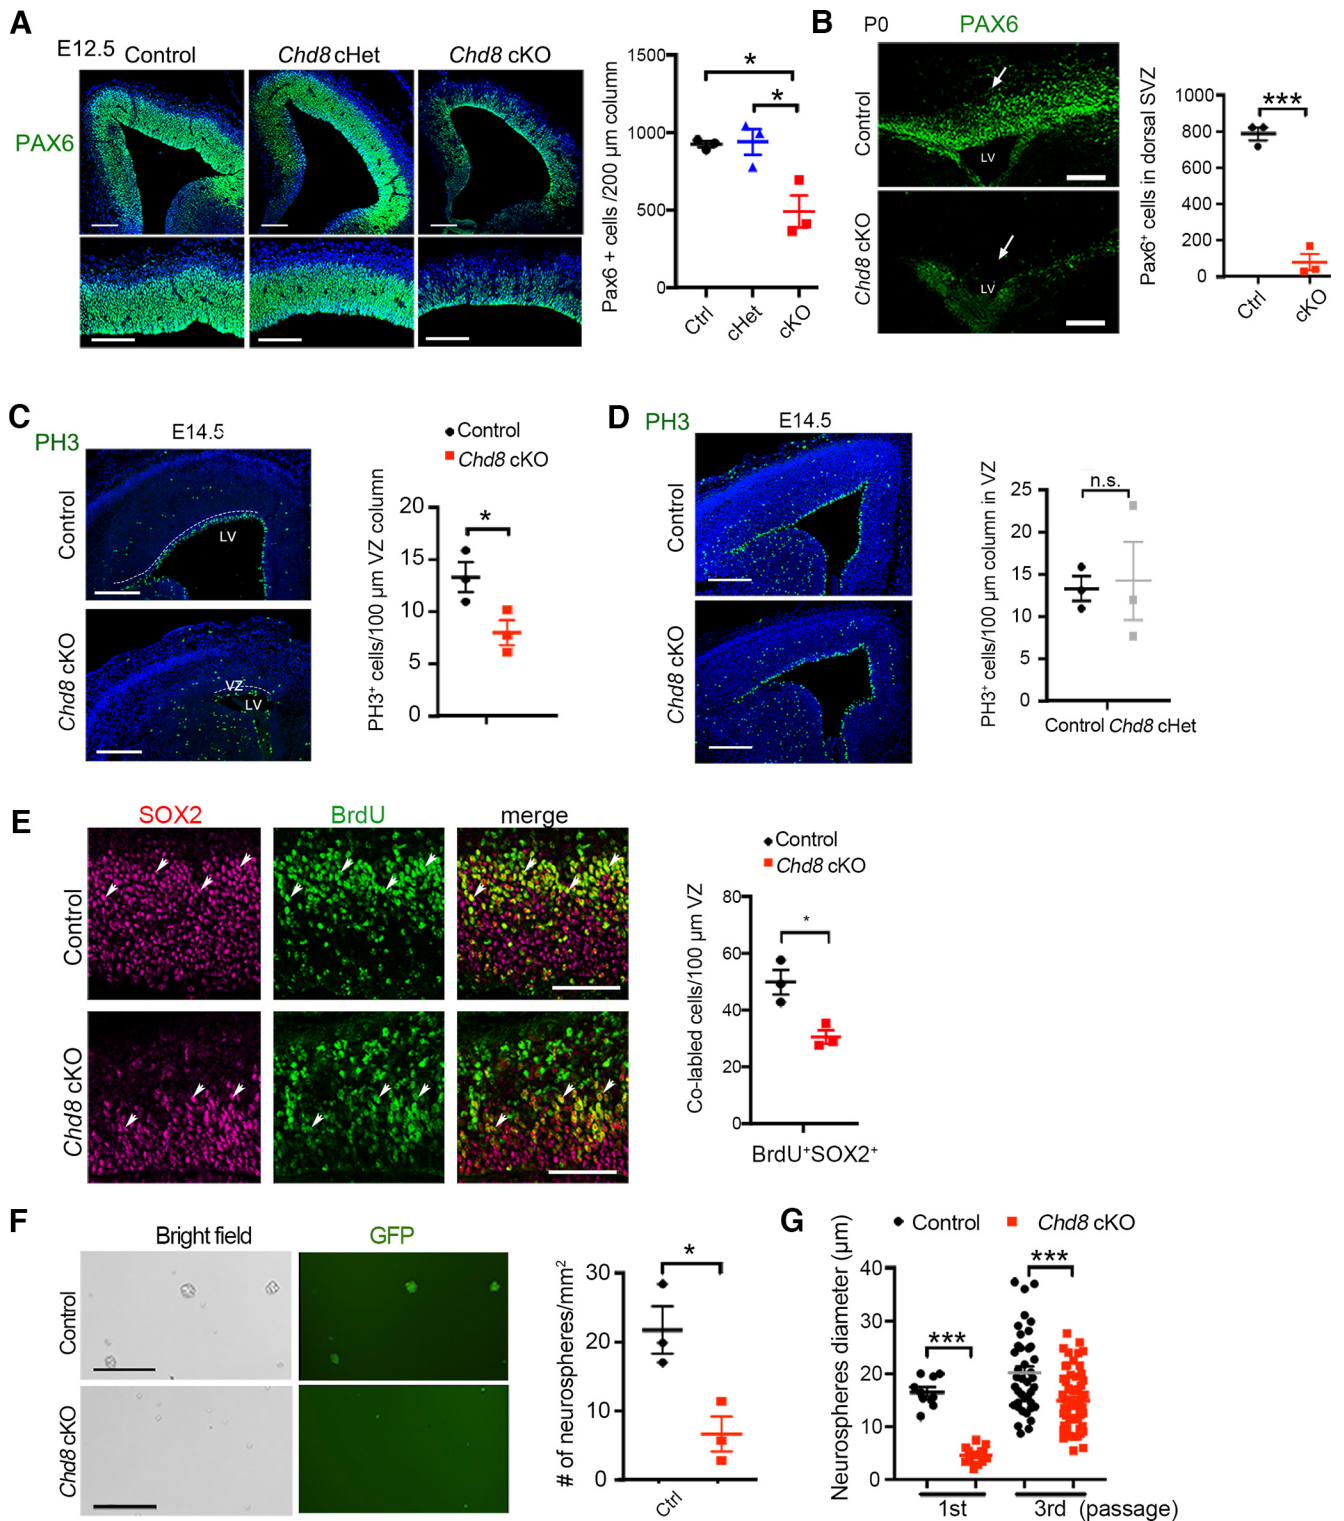 A
E12.5
Control
Chd8 cHet
Chd8 cKO
PAX6
Pax6 + cells /200 µm column
1500
1000
500
0
*
*
Ctrl
cHet
cKO
B
P0
PAX6
Control
LV
Chd8 cKO
LV
Pax6+ cells in dorsal SVZ
1000
800
600
400
200
0
***
Ctrl
cKO
C
PH3
E14.5
Control
LV
Chd8 cKO
VZ
LV
Control
Chd8 cKO
PH3+ cells/100 µm VZ column
20
15
10
5
0
*
D
PH3
E14.5
Control
Chd8 cKO
PH3+ cells/100 µm column in VZ
25
20
15
10
5
0
n.s.
Control Chd8 cHet
E
SOX2
BrdU
merge
Control
Chd8 cKO
Control
Chd8 cKO
Co-labled cells/100 µm VZ
80
60
40
20
0
*
BrdU+SOX2+
F
Bright field
GFP
Control
Chd8 cKO
# of neurospheres/mm2
30
20
10
0
*
Ctrl
G
Control
Chd8 cKO
Neurospheres diameter (µm)
40
30
20
10
0
***
***
1st
3rd (passage)